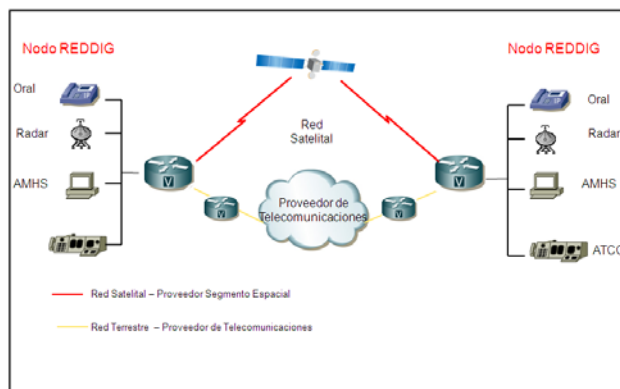 Nodo REDDIG
Nodo REDDIG
Oral
Radar
AMHS
V
V
Red
Satelital
Proveedor de
Telecomunicaciones
V
V
Oral
Radar
AMHS
ATCC
Red Satelital – Proveedor Segmento Espacial
Red Terrestre – Proveedor de Telecomunicaciones